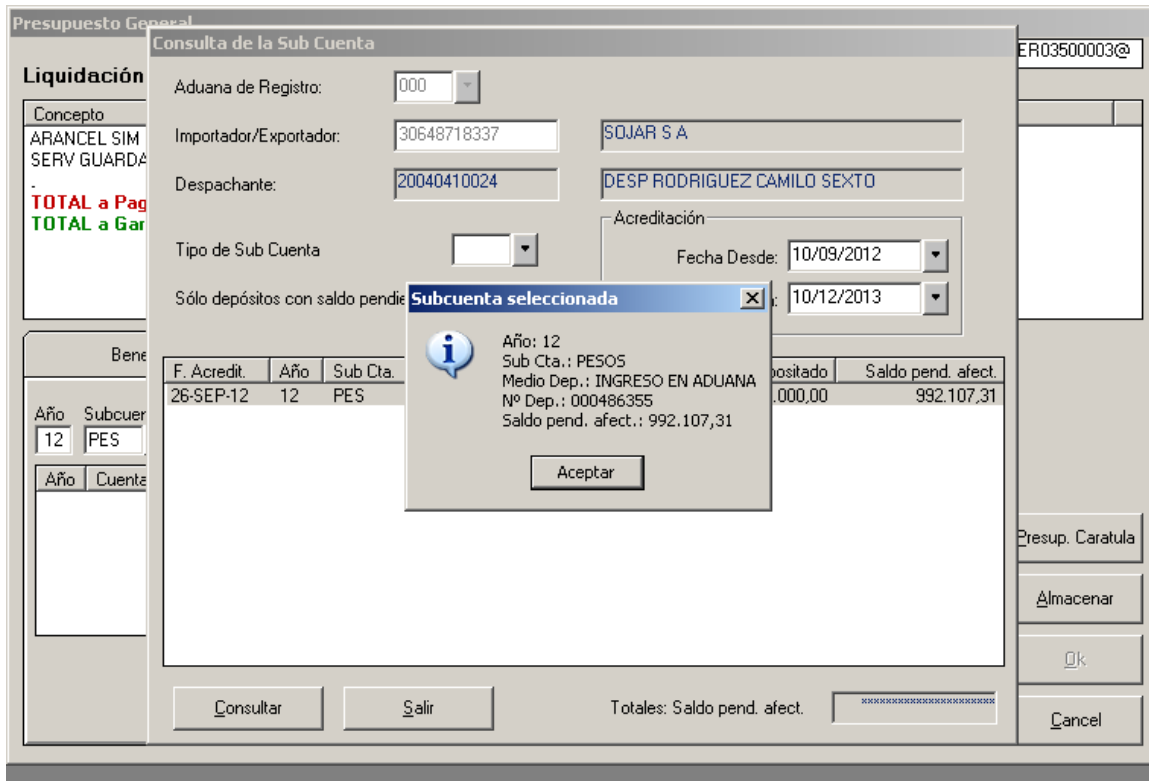 Presupuesto General
Consulta de la Sub Cuenta
ER03500003@
Liquidación
Aduana de Registro: 000
Concepto
ARANCEL SIM
Importador/Exportador: 30648718337 SOJAR S A
SERV GUARDA
.
Despachante: 20040410024 DESP RODRIGUEZ CAMILO SEXTO
TOTAL a Pag
TOTAL a Gar
Acreditación
Tipo de Sub Cuenta
Fecha Desde: 10/09/2012
Sólo depósitos con saldo pendie
10/12/2013
Subcuenta seleccionada
Año: 12
Sub Cta.: PESOS
Medio Dep.: INGRESO EN ADUANA
Nº Dep.: 000486355
Saldo pend. afect.: 992.107,31
Aceptar
Bene
F. Acredit. Año Sub Cta. positado Saldo pend. afect.
26-SEP-12 12 PES .000,00 992.107,31
Año Subcuer
12 PES
Año Cuenta
Presup. Caratula
Almacenar
Ok
Cancel
Consultar Salir Totales: Saldo pend. afect. **********************